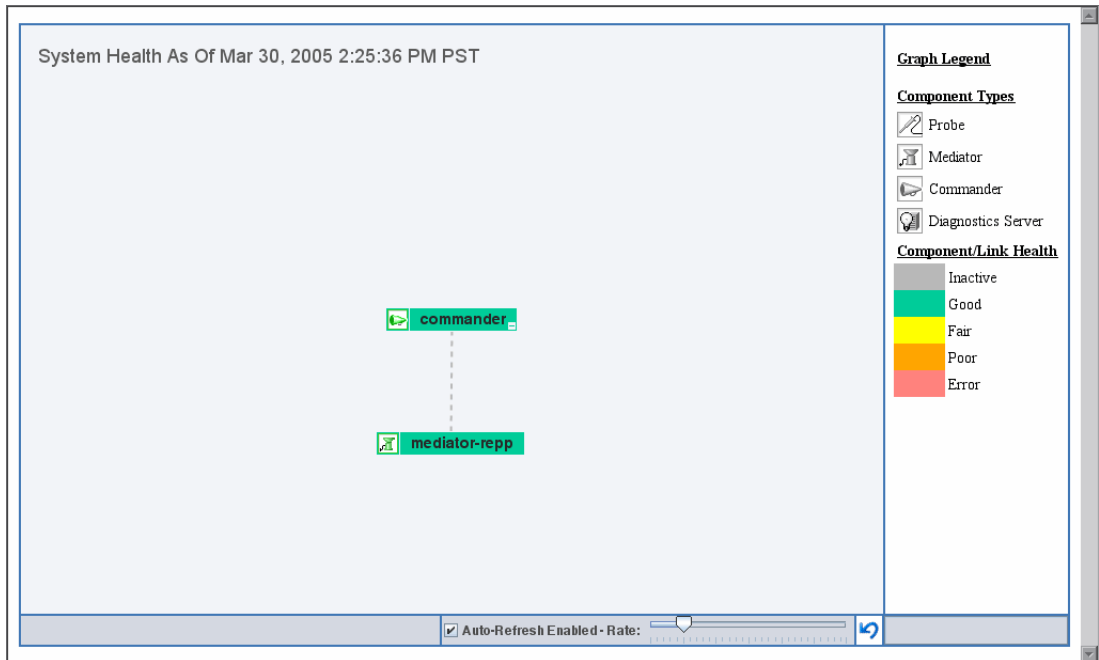 System Health As Of Mar 30, 2005 2:25:36 PM PST
commander
mediator-repp
Graph Legend
Component Types
Probe
Mediator
Commander
Diagnostics Server
Component/Link Health
Inactive
Good
Fair
Poor
Error
Auto-Refresh Enabled - Rate: